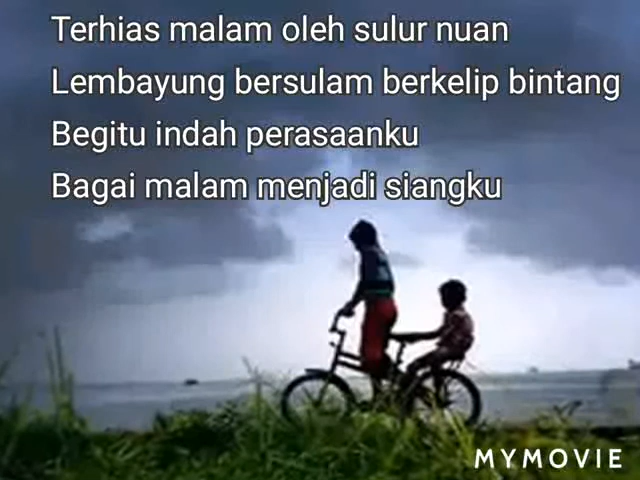 Terhias malam oleh sulur nuan
Lembayung bersulam berkelip bintang
Begitu indah perasaanku
Bagai malam menjadi siangku
MYMOVIE